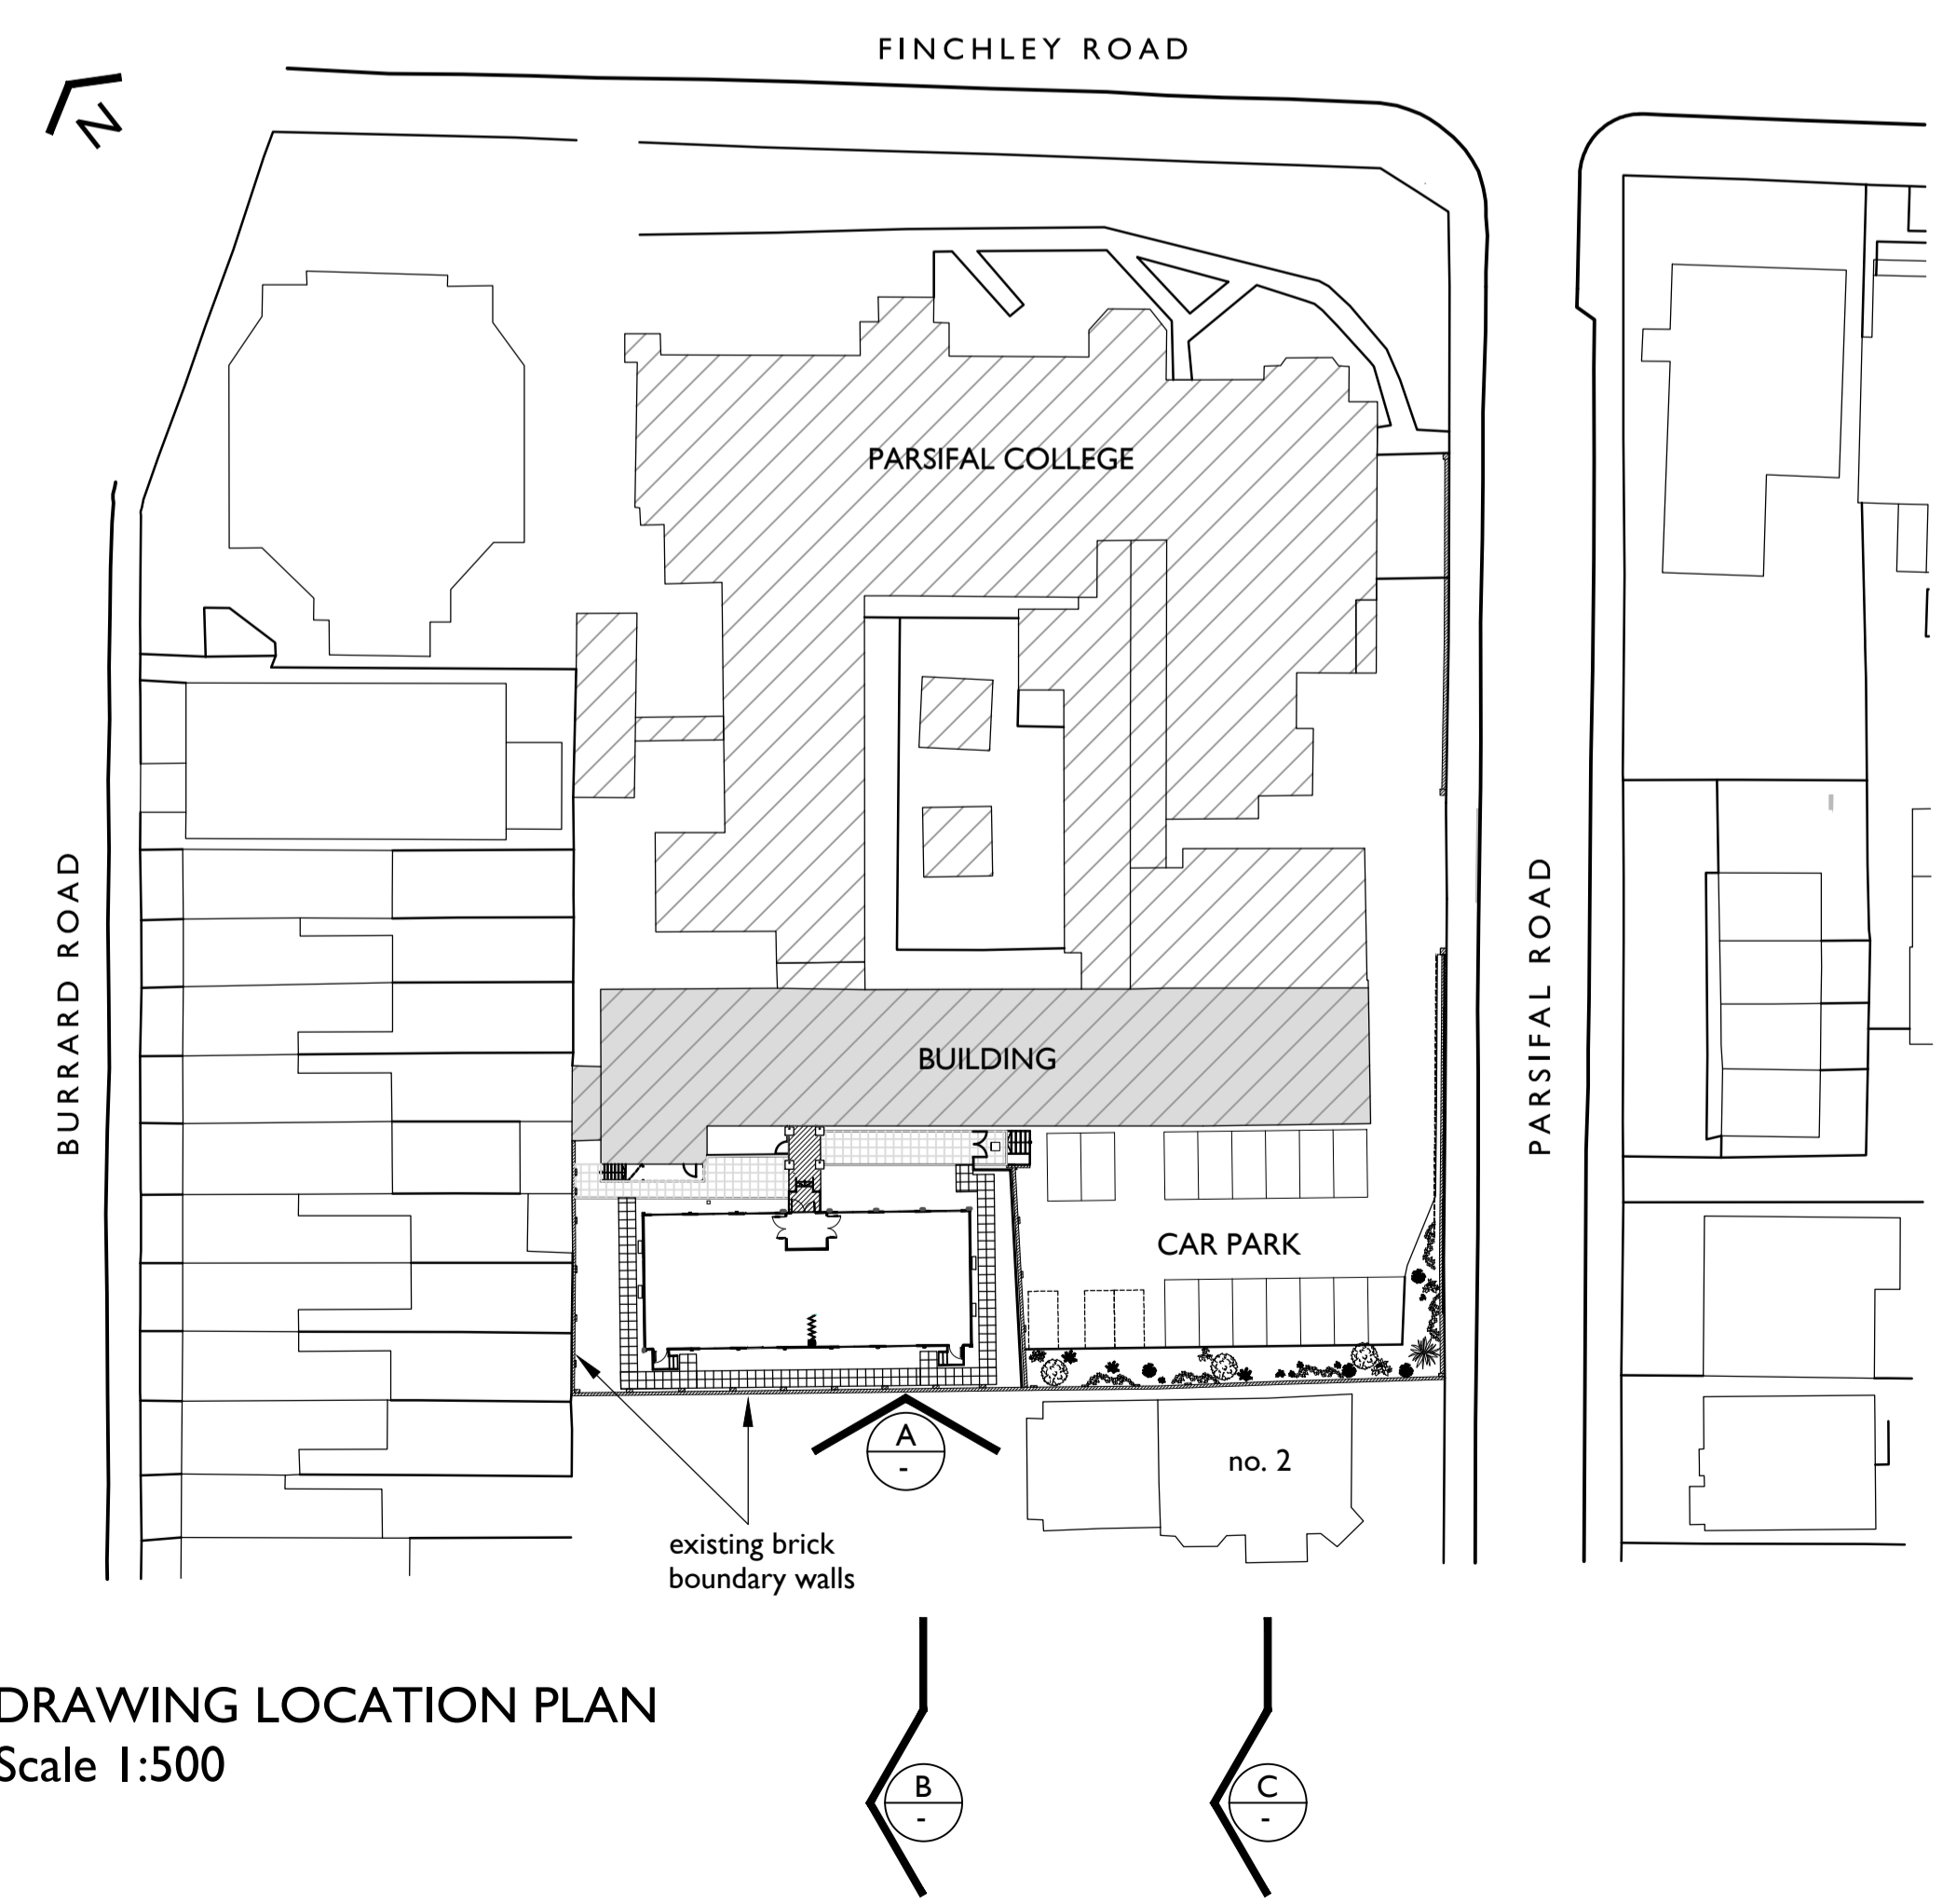 FINCHLEY ROAD
N
PARSIFAL COLLEGE
BURRARD ROAD
BUILDING
PARSIFAL ROAD
CAR PARK
A
-
no. 2
existing brick
boundary walls
DRAWING LOCATION PLAN
Scale 1:500
B
-
C
-